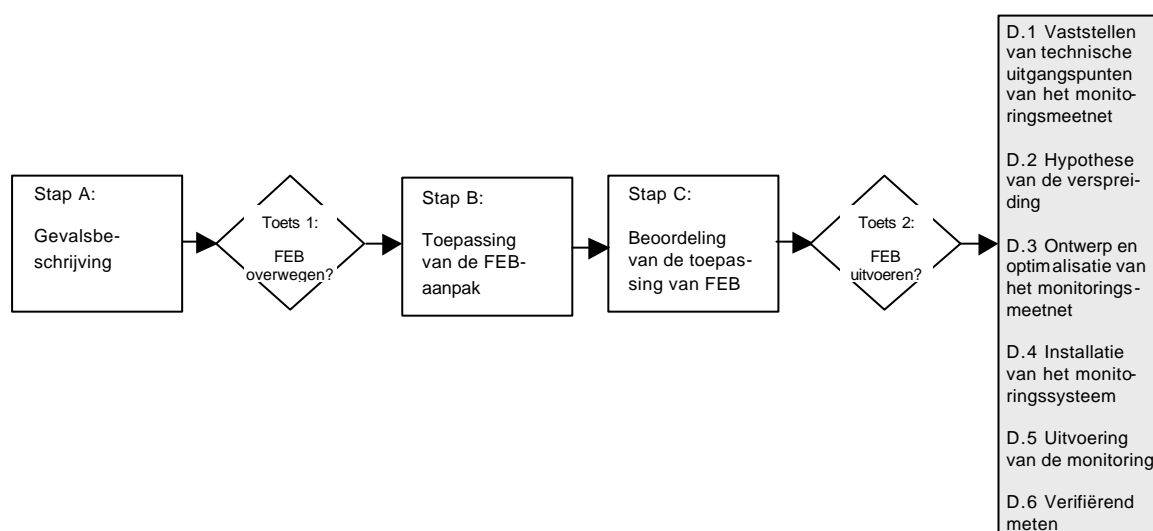 Stap A:
Gevalsbe-
schrijving
Toets 1:
FEB
overwegen?
Stap B:
Toepassing
van de FEB-
aanpak
Stap C:
Beoordeling
van de toepas-
sing van FEB
Toets 2:
FEB
uitvoeren?
D.1 Vaststellen
van technische
uitgangspunten
van het monito-
ringsmeetnet
D.2 Hypothese
van de versprei-
ding
D.3 Ontwerp en
optimalisatie van
het monitorings-
meetnet
D.4 Installatie
van het monito-
ringssysteem
D.5 Uitvoering
van de monitoring
D.6 Verifiërend
meten